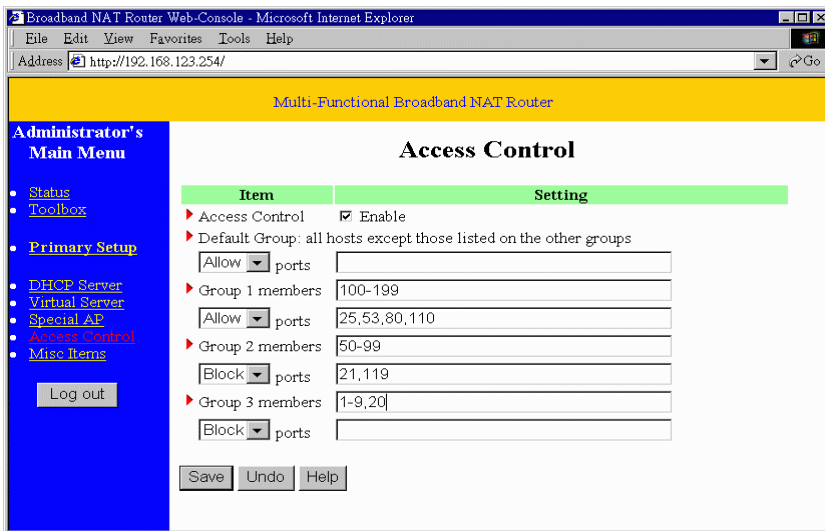 Broadband NAT Router Web-Console - Microsoft Internet Explorer
File Edit View Favorites Tools Help
Address http://192.168.123.254/ Go
Multi-Functional Broadband NAT Router
Administrator's
Main Menu
Status
Toolbox
Primary Setup
DHCP Server
Virtual Server
Special AP
Access Control
Misc Items
Log out
Access Control
Item Setting
Access Control Enable
Default Group: all hosts except those listed on the other groups
Allow ports
Group 1 members 100-199
Allow ports 25,53,80,110
Group 2 members 50-99
Block ports 21,119
Group 3 members 1-9,20
Block ports
Save Undo Help